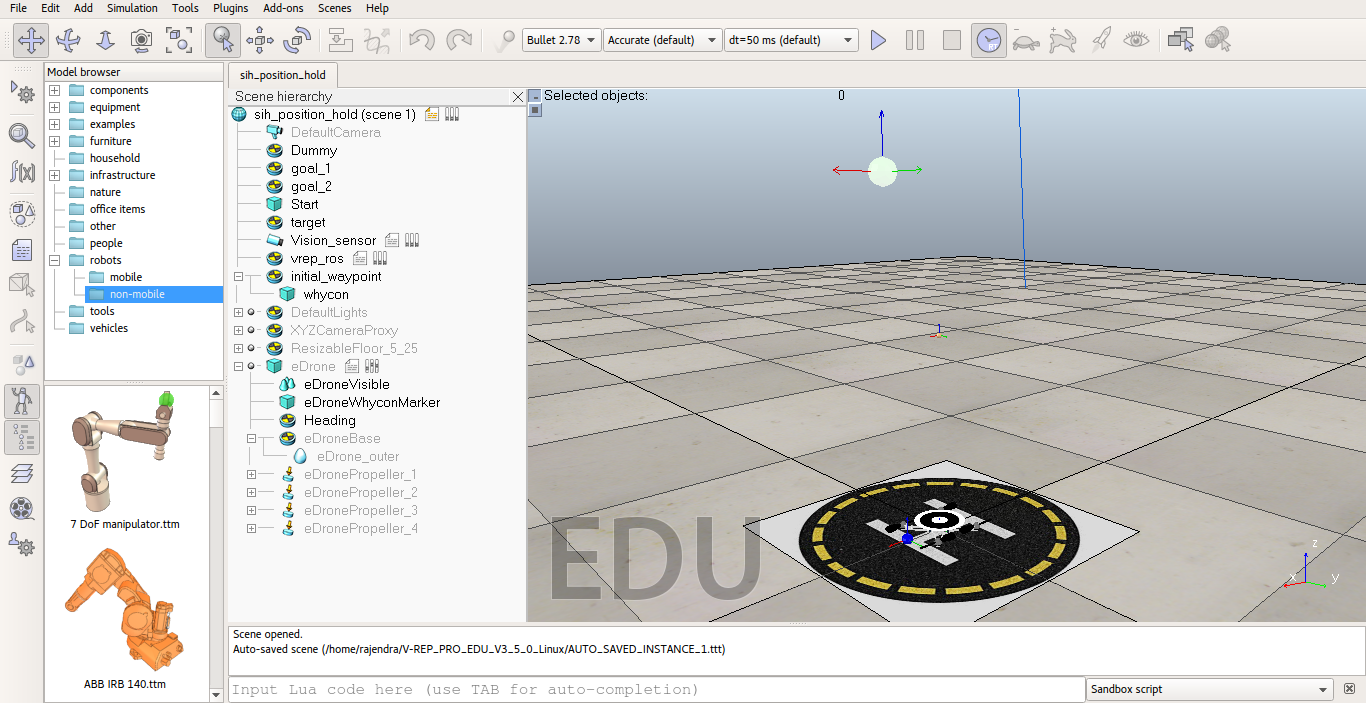 File Edit Add Simulation Tools Plugins Add-ons Scenes Help
Bullet 2.78 Accurate (default) dt=50 ms (default) RT
Model browser
components
equipment
examples
furniture
household
infrastructure
nature
office items
other
people
robots
mobile
non-mobile
tools
vehicles
7 DoF manipulator.ttm
ABB IRB 140.ttm
f(x)
sih_position_hold
Scene hierarchy
sih_position_hold (scene 1)
DefaultCamera
Dummy
goal_1
goal_2
Start
target
Vision_sensor
vrep_ros
initial_waypoint
whycon
DefaultLights
XYZCameraProxy
ResizableFloor_5_25
eDrone
eDroneVisible
eDroneWhyconMarker
Heading
eDroneBase
eDrone_outer
eDronePropeller_1
eDronePropeller_2
eDronePropeller_3
eDronePropeller_4
Selected objects: 0
EDU
H
z
x
y
Scene opened.
Auto-saved scene (/home/rajendra/V-REP_PRO_EDU_V3_5_0_Linux/AUTO_SAVED_INSTANCE_1.ttt)
Input Lua code here (use TAB for auto-completion)
Sandbox script